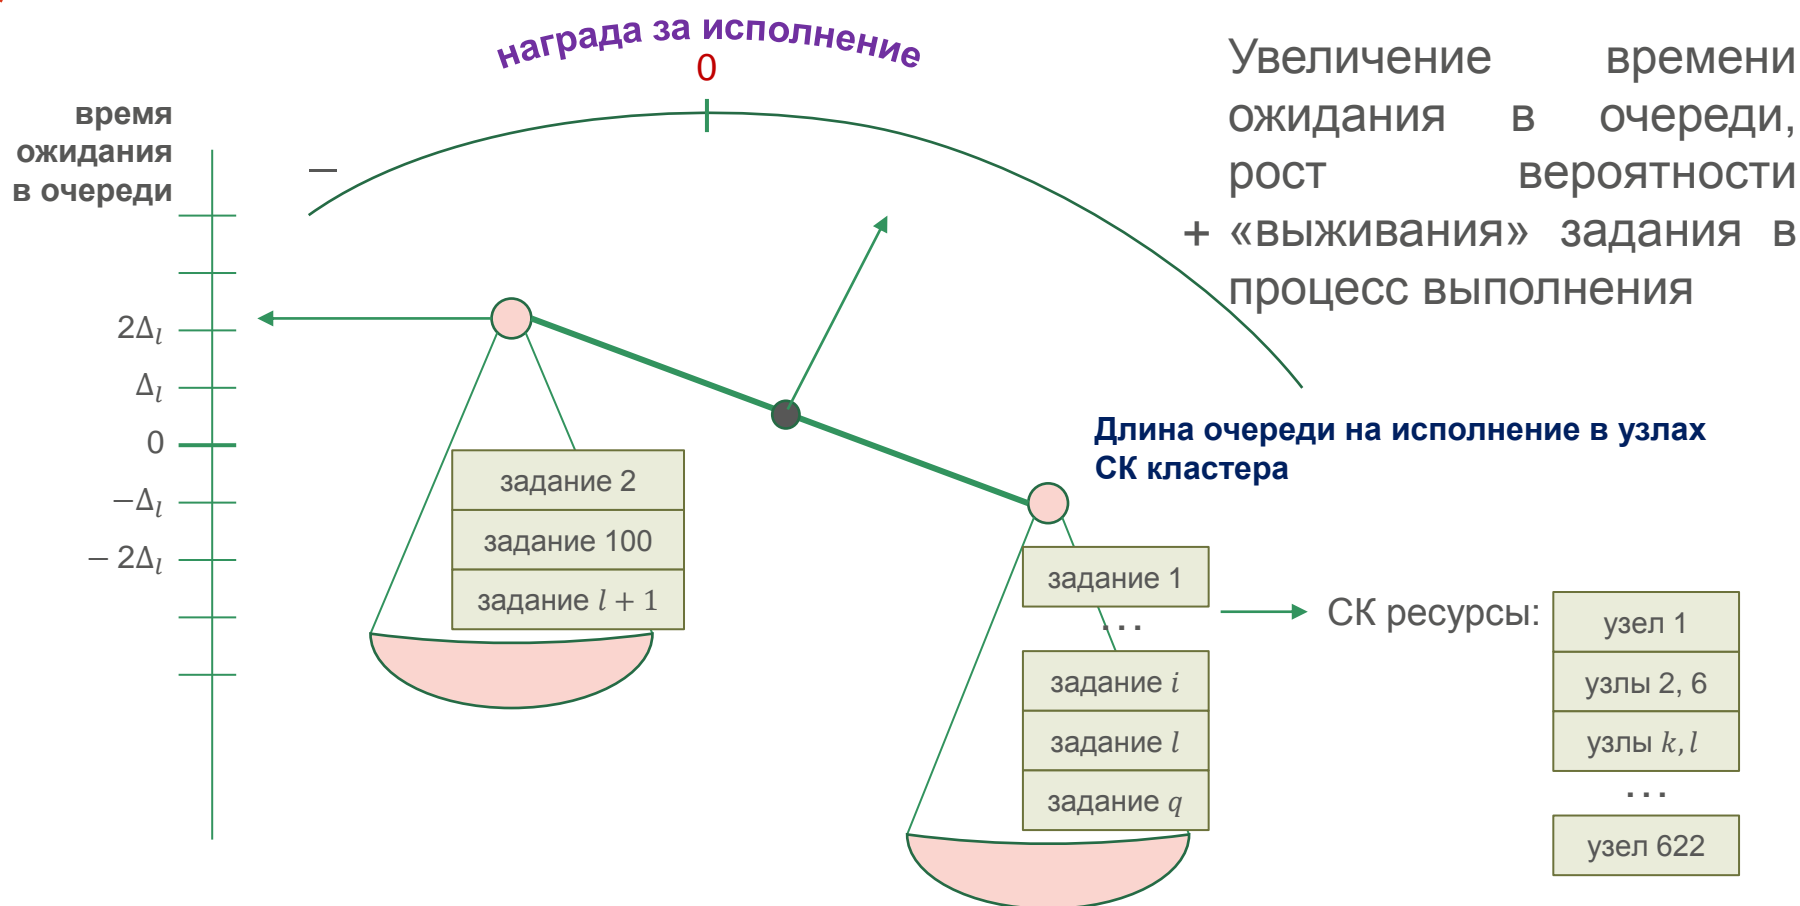 награда за исполнение
0
–
+
Увеличение времени
ожидания в очереди,
рост вероятности
«выживания» задания в
процесс выполнения
время
ожидания
в очереди
2Δ_l
Δ_l
0
−Δ_l
− 2Δ_l
задание 2
задание 100
задание l + 1
Длина очереди на исполнение в узлах
СК кластера
задание 1
...
задание i
задание l
задание q
СК ресурсы:
узел 1
узлы 2, 6
узлы k, l
...
узел 622